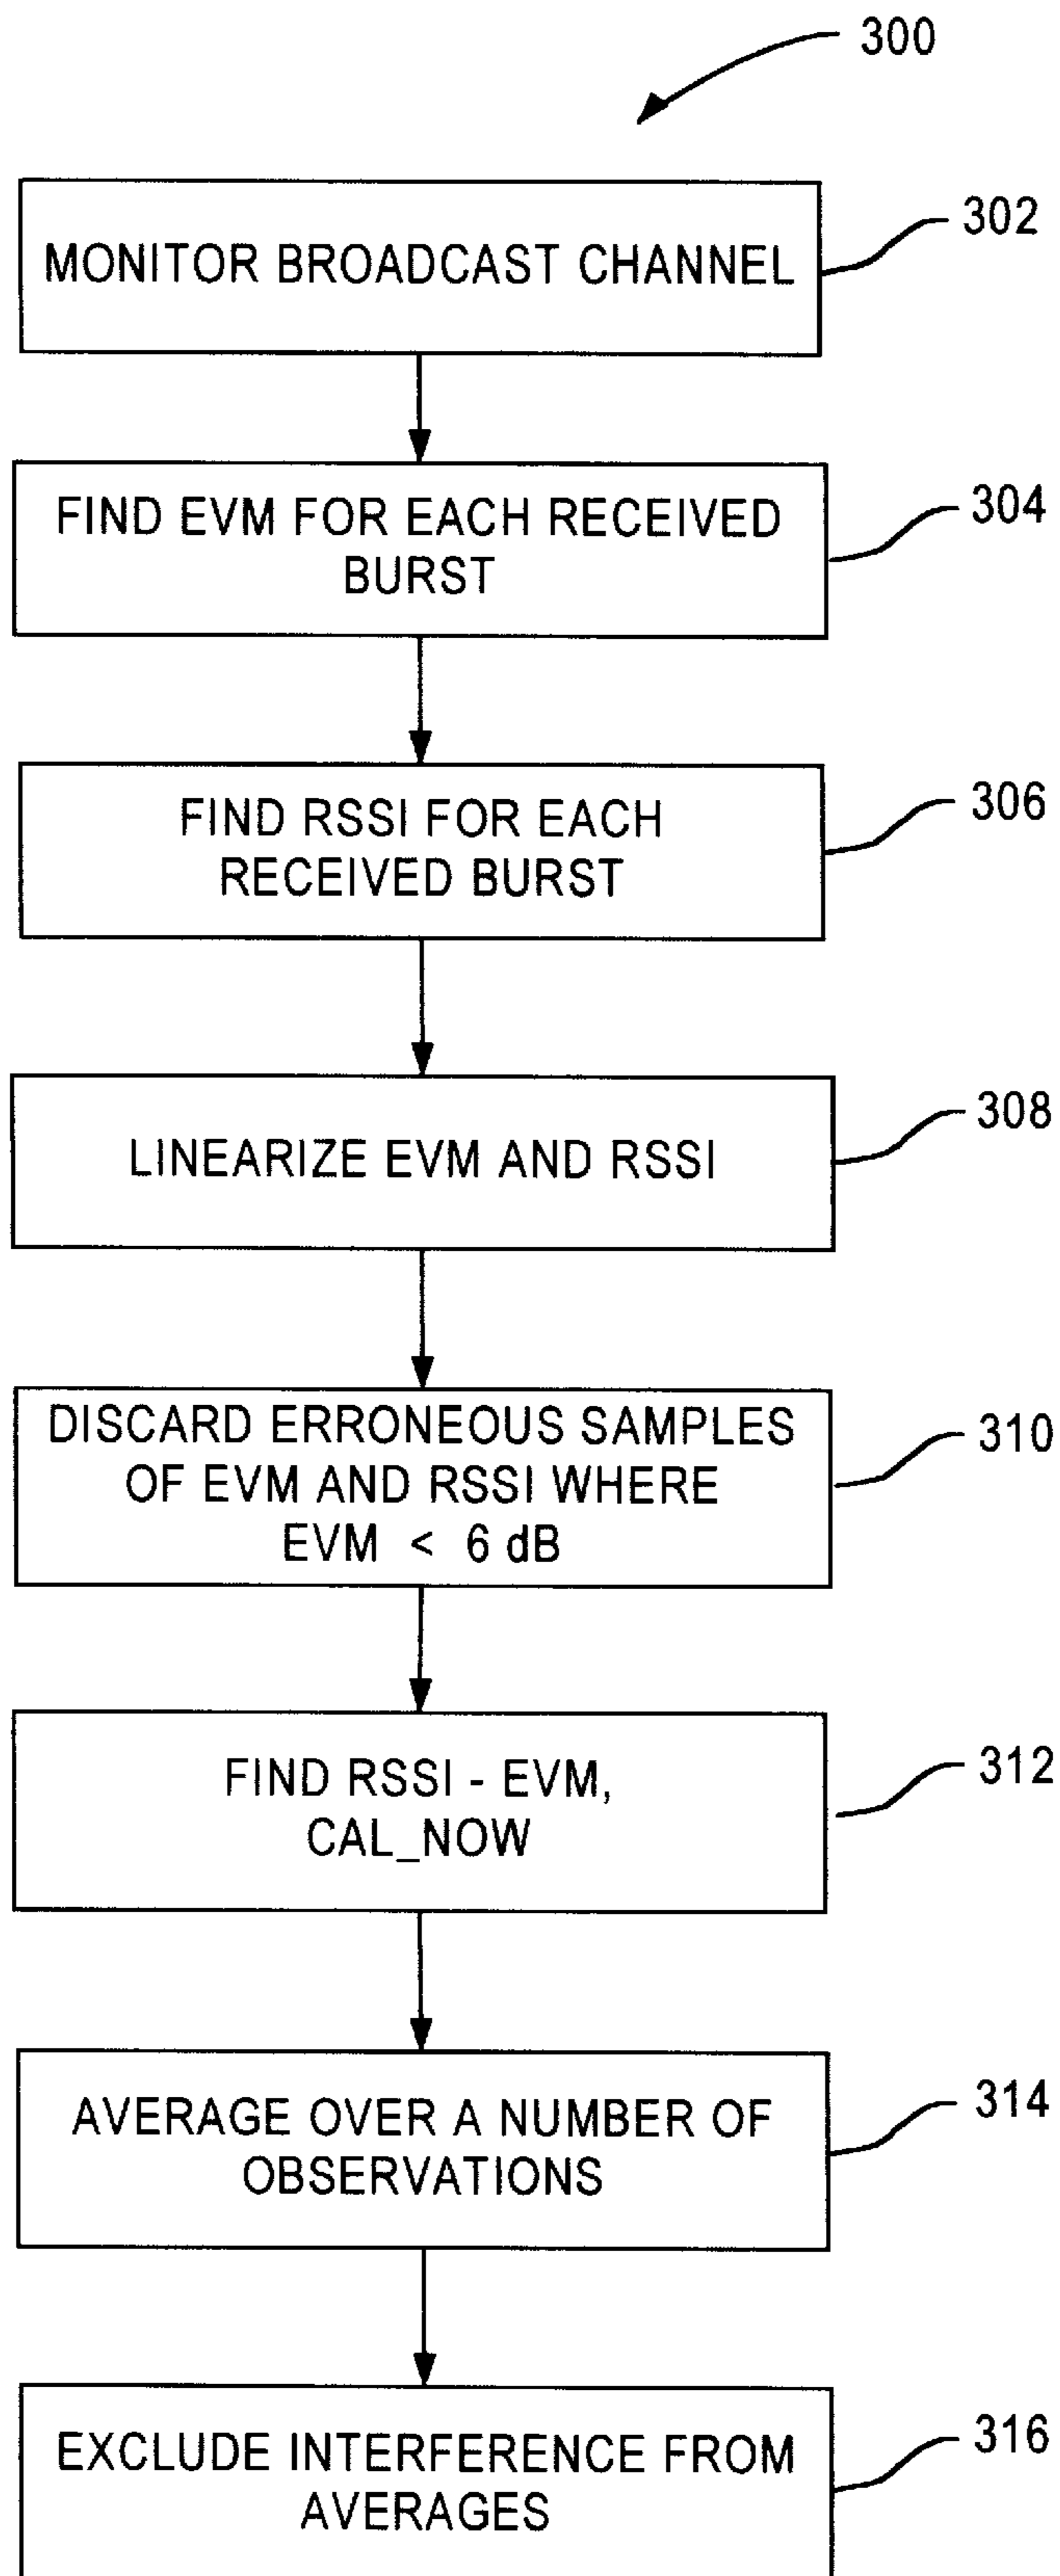 300
MONITOR BROADCAST CHANNEL
302
FIND EVM FOR EACH RECEIVED
BURST
304
FIND RSSI FOR EACH
RECEIVED BURST
306
LINEARIZE EVM AND RSSI
308
DISCARD ERRONEOUS SAMPLES
OF EVM AND RSSI WHERE
EVM < 6 dB
310
FIND RSSI - EVM,
CAL_NOW
312
AVERAGE OVER A NUMBER OF
OBSERVATIONS
314
EXCLUDE INTERFERENCE FROM
AVERAGES
316